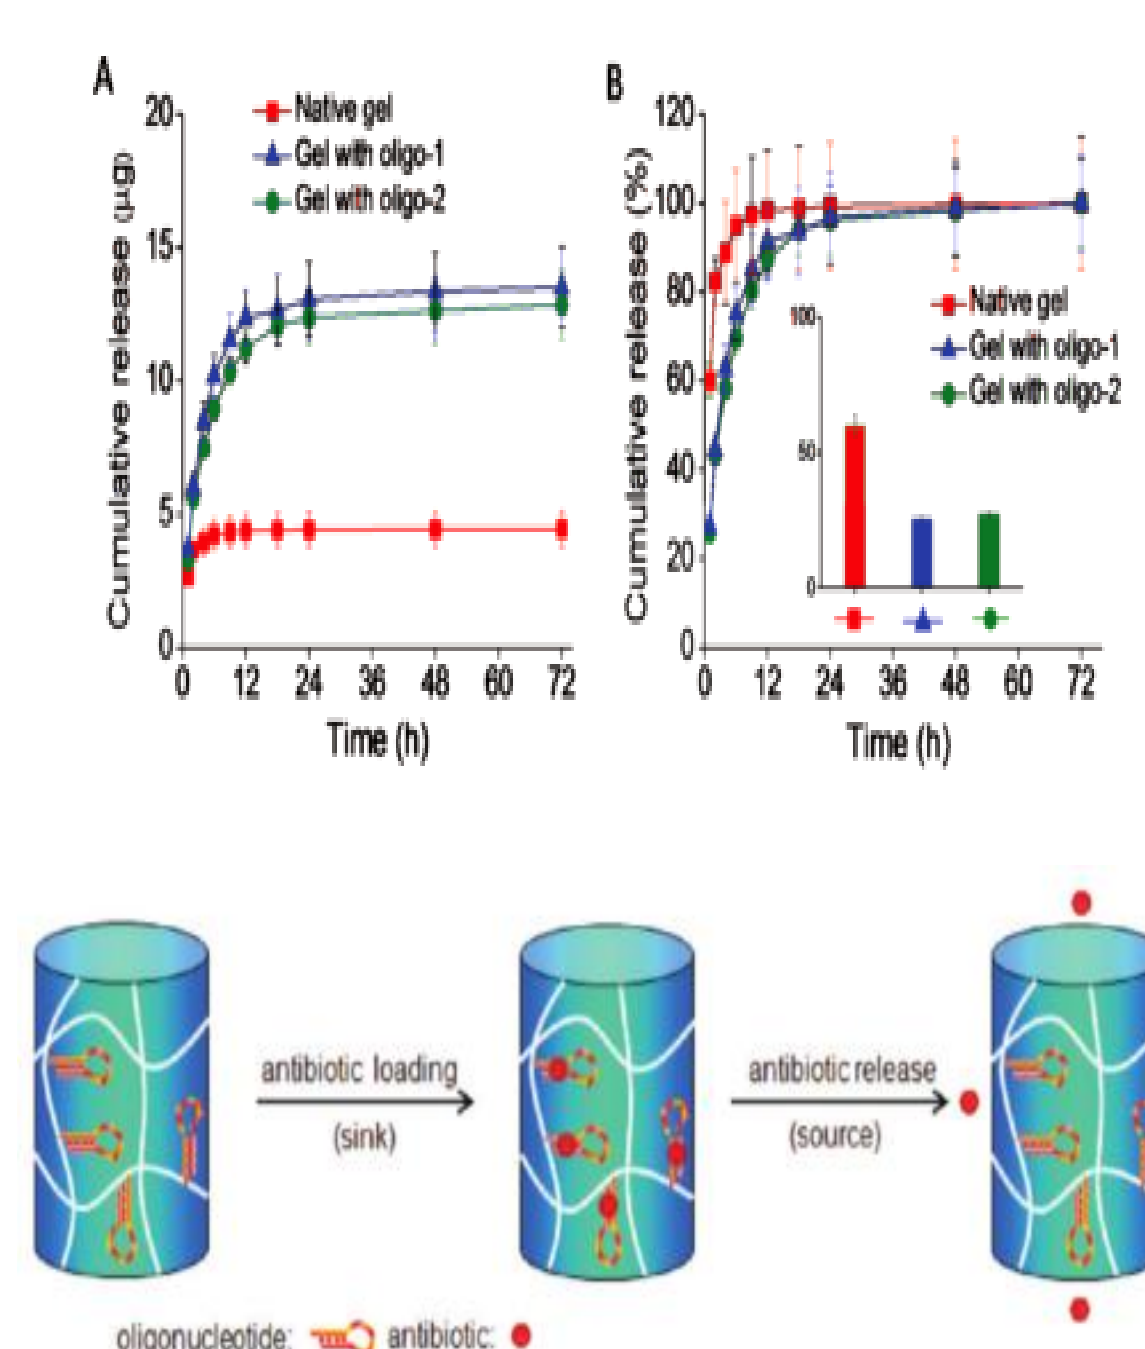 A
20
15
10
5
0
Cumulative release (µg)
Native gel
Gel with oligo-1
Gel with oligo-2
0 12 24 36 48 60 72
Time (h)
B
120
100
80
60
40
20
0
Cumulative release (%)
Native gel
Gel with oligo-1
Gel with oligo-2
100
50
0
0 12 24 36 48 60 72
Time (h)
antibiotic loading
(sink)
antibiotic release
(source)
oligonucleotide: antibiotic: